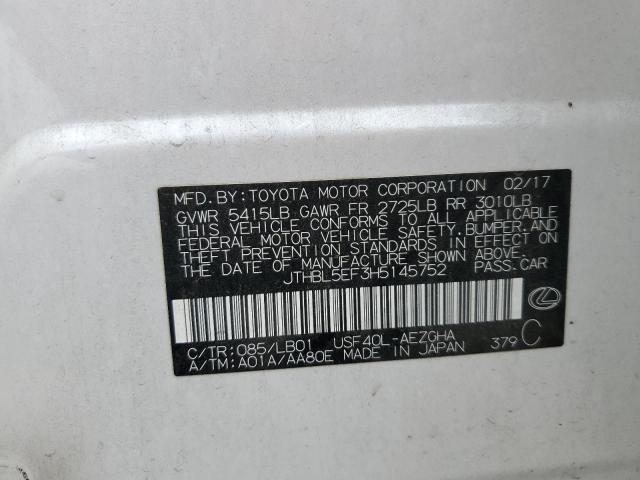 MFD.BY:TOYOTA MOTOR CORPORATION 02/17
GVWR 5415LB GAWR FR 2725LB RR 3010LB
THIS VEHICLE CONFORMS TO ALL APPLICABLE
FEDERAL MOTOR VEHICLE SAFETY,BUMPER,AND
THEFT PREVENTION STANDARDS IN EFFECT ON
THE DATE OF MANUFACTURE SHOWN ABOVE.
JTHBL5EF3H5145752 PASS.CAR
C/TR:085/LB01 USF40L-AEZGHA
A/TM:A01A/AA80E MADE IN JAPAN 379 C